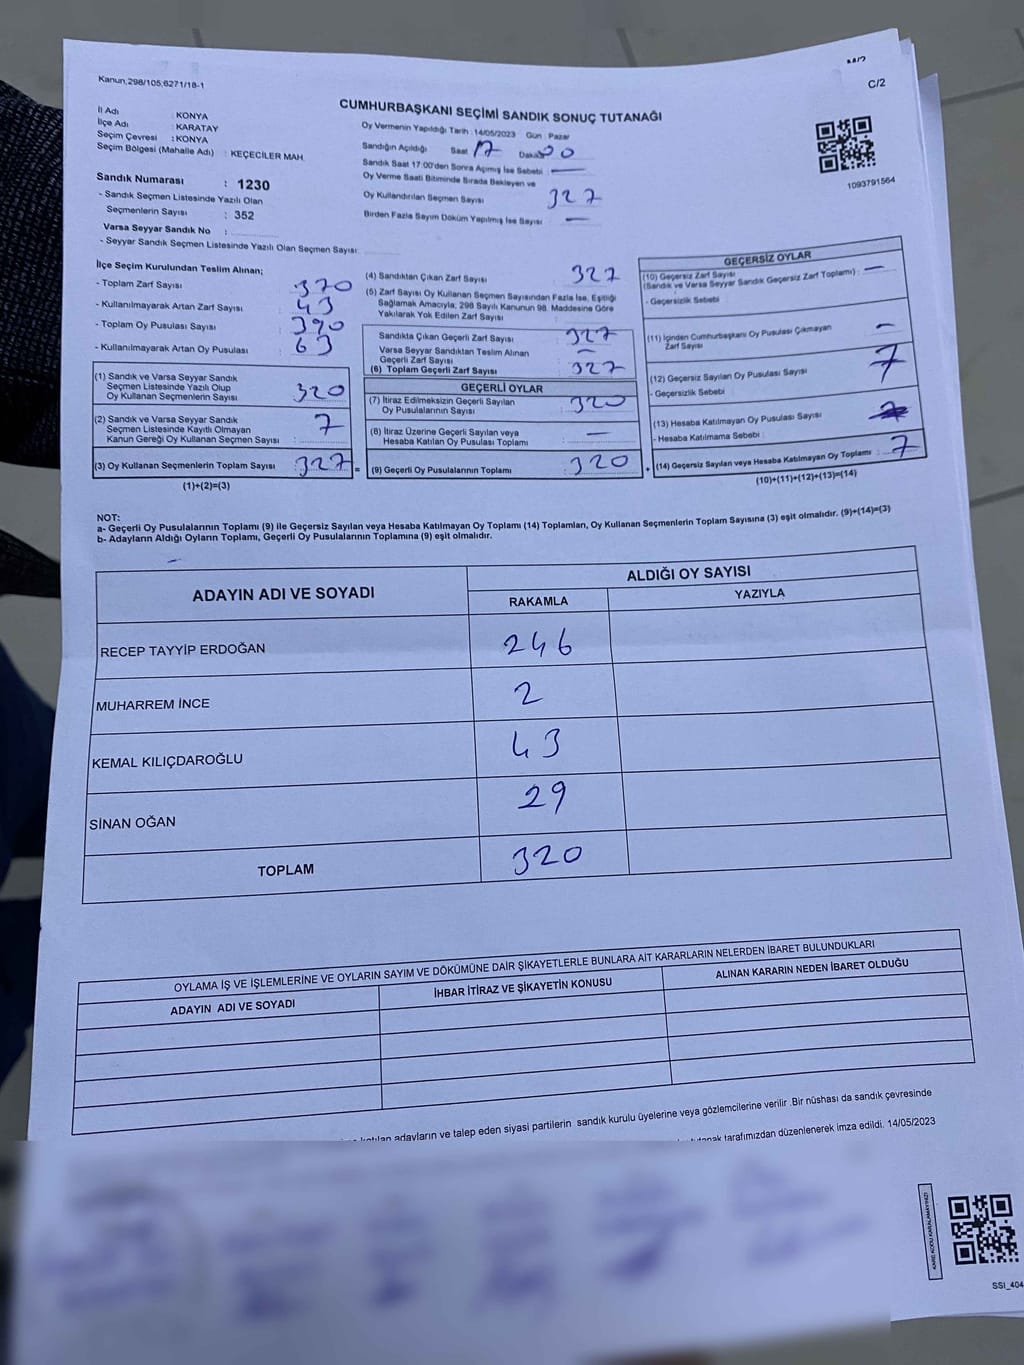 Kanun,298/105,6271/18-1
C/2
CUMHURBAŞKANI SEÇİMİ SANDIK SONUÇ TUTANAĞI
İl Adı : KONYA
İlçe Adı : KARATAY
Seçim Çevresi : KONYA
Seçim Bölgesi (Mahalle Adı) : KEÇECİLER MAH.
Sandık Numarası : 1230
- Sandık Seçmen Listesinde Yazılı Olan
Seçmenlerin Sayısı : 352
Varsa Seyyar Sandık No :
- Seyyar Sandık Seçmen Listesinde Yazılı Olan Seçmen Sayısı:
Oy Vermenin Yapıldığı Tarih : 14/05/2023 Gün : Pazar
Sandığın Açıldığı Saat 17 Dakika 00
Sandık Saat 17:00'den Sonra Açımış İse Sebebi : —
Oy Verme Saati Bitiminde Sırada Bekleyen ve
Oy Kullandırılan Seçmen Sayısı 327
Birden Fazla Sayım Döküm Yapılmış İse Sayısı : —
1093791564
İlçe Seçim Kurulundan Teslim Alınan;
- Toplam Zarf Sayısı : 370
- Kullanılmayarak Artan Zarf Sayısı : 43
- Toplam Oy Pusulası Sayısı : 390
- Kullanılmayarak Artan Oy Pusulası : 63
(1) Sandık ve Varsa Seyyar Sandık
Seçmen Listesinde Yazılı Olup
Oy Kullanan Seçmenlerin Sayısı : 320
(2) Sandık ve Varsa Seyyar Sandık
Seçmen Listesinde Kayıtlı Olmayan
Kanun Gereği Oy Kullanan Seçmen Sayısı : 7
(3) Oy Kullanan Seçmenlerin Toplam Sayısı : 327
(1)+(2)=(3)
(4) Sandıktan Çıkan Zarf Sayısı 327
(5) Zarf Sayısı Oy Kullanan Seçmen Sayısından Fazla İse, Eşitliği
Sağlamak Amacıyla; 298 Sayılı Kanunun 98. Maddesine Göre
Yakılarak Yok Edilen Zarf Sayısı :
Sandıkta Çıkan Geçerli Zarf Sayısı : 327
Varsa Seyyar Sandıktan Teslim Alınan
Geçerli Zarf Sayısı : —
(6) Toplam Geçerli Zarf Sayısı : 327
GEÇERLİ OYLAR
(7) İtiraz Edilmeksizin Geçerli Sayılan
Oy Pusulalarının Sayısı : 320
(8) İtiraz Üzerine Geçerli Sayılan veya
Hesaba Katılan Oy Pusulası Toplamı : —
= (9) Geçerli Oy Pusulalarının Toplamı : 320
GEÇERSİZ OYLAR
(10) Geçersiz Zarf Sayısı
(Sandık ve Varsa Seyyar Sandık Geçersiz Zarf Toplamı) : —
- Geçersizlik Sebebi
(11) İçinden Cumhurbaşkanı Oy Pusulası Çıkmayan
Zarf Sayısı —
(12) Geçersiz Sayılan Oy Pusulası Sayısı 7
- Geçersizlik Sebebi
(13) Hesaba Katılmayan Oy Pusulası Sayısı
- Hesaba Katılmama Sebebi :
+ (14) Geçersiz Sayılan veya Hesaba Katılmayan Oy Toplamı : 7
(10)+(11)+(12)+(13)=(14)
NOT:
a- Geçerli Oy Pusulalarının Toplamı (9) ile Geçersiz Sayılan veya Hesaba Katılmayan Oy Toplamı (14) Toplamları, Oy Kullanan Seçmenlerin Toplam Sayısına (3) eşit olmalıdır. (9)+(14)=(3)
b- Adayların Aldığı Oyların Toplamı, Geçerli Oy Pusulalarının Toplamına (9) eşit olmalıdır.
ADAYIN ADI VE SOYADI
ALDIĞI OY SAYISI
RAKAMLA YAZIYLA
RECEP TAYYİP ERDOĞAN 246
MUHARREM İNCE 2
KEMAL KILIÇDAROĞLU 43
SİNAN OĞAN 29
TOPLAM 320
OYLAMA İŞ VE İŞLEMLERİNE VE OYLARIN SAYIM VE DÖKÜMÜNE DAİR ŞİKAYETLERLE BUNLARA AİT KARARLARIN NELERDEN İBARET BULUNDUKLARI
ADAYIN ADI VE SOYADI İHBAR İTİRAZ VE ŞİKAYETİN KONUSU ALINAN KARARIN NEDEN İBARET OLDUĞU
adayların ve talep eden siyasi partilerin sandık kurulu üyelerine veya gözlemcilerine verilir .Bir nüshası da sandık çevresinde
tarafımızdan düzenlenerek imza edildi. 14/05/2023
KARE KODU KARALAMAYINIZ!
SSI_404